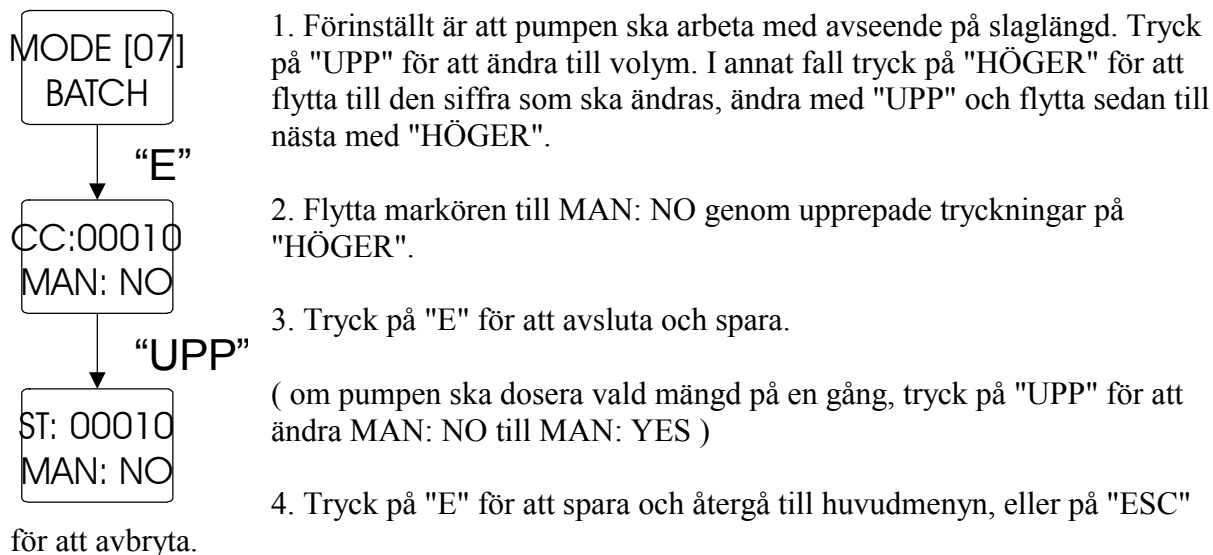 MODE [07]
BATCH
"E"
CC:00010
MAN: NO
"UPP"
ST: 00010
MAN: NO
1. Förinställt är att pumpen ska arbeta med avseende på slaglängd. Tryck
på "UPP" för att ändra till volym. I annat fall tryck på "HÖGER" för att
flytta till den siffra som ska ändras, ändra med "UPP" och flytta sedan till
nästa med "HÖGER".
2. Flytta markören till MAN: NO genom upprepade tryckningar på
"HÖGER".
3. Tryck på "E" för att avsluta och spara.
( om pumpen ska dosera vald mängd på en gång, tryck på "UPP" för att
ändra MAN: NO till MAN: YES )
4. Tryck på "E" för att spara och återgå till huvudmenyn, eller på "ESC"
för att avbryta.